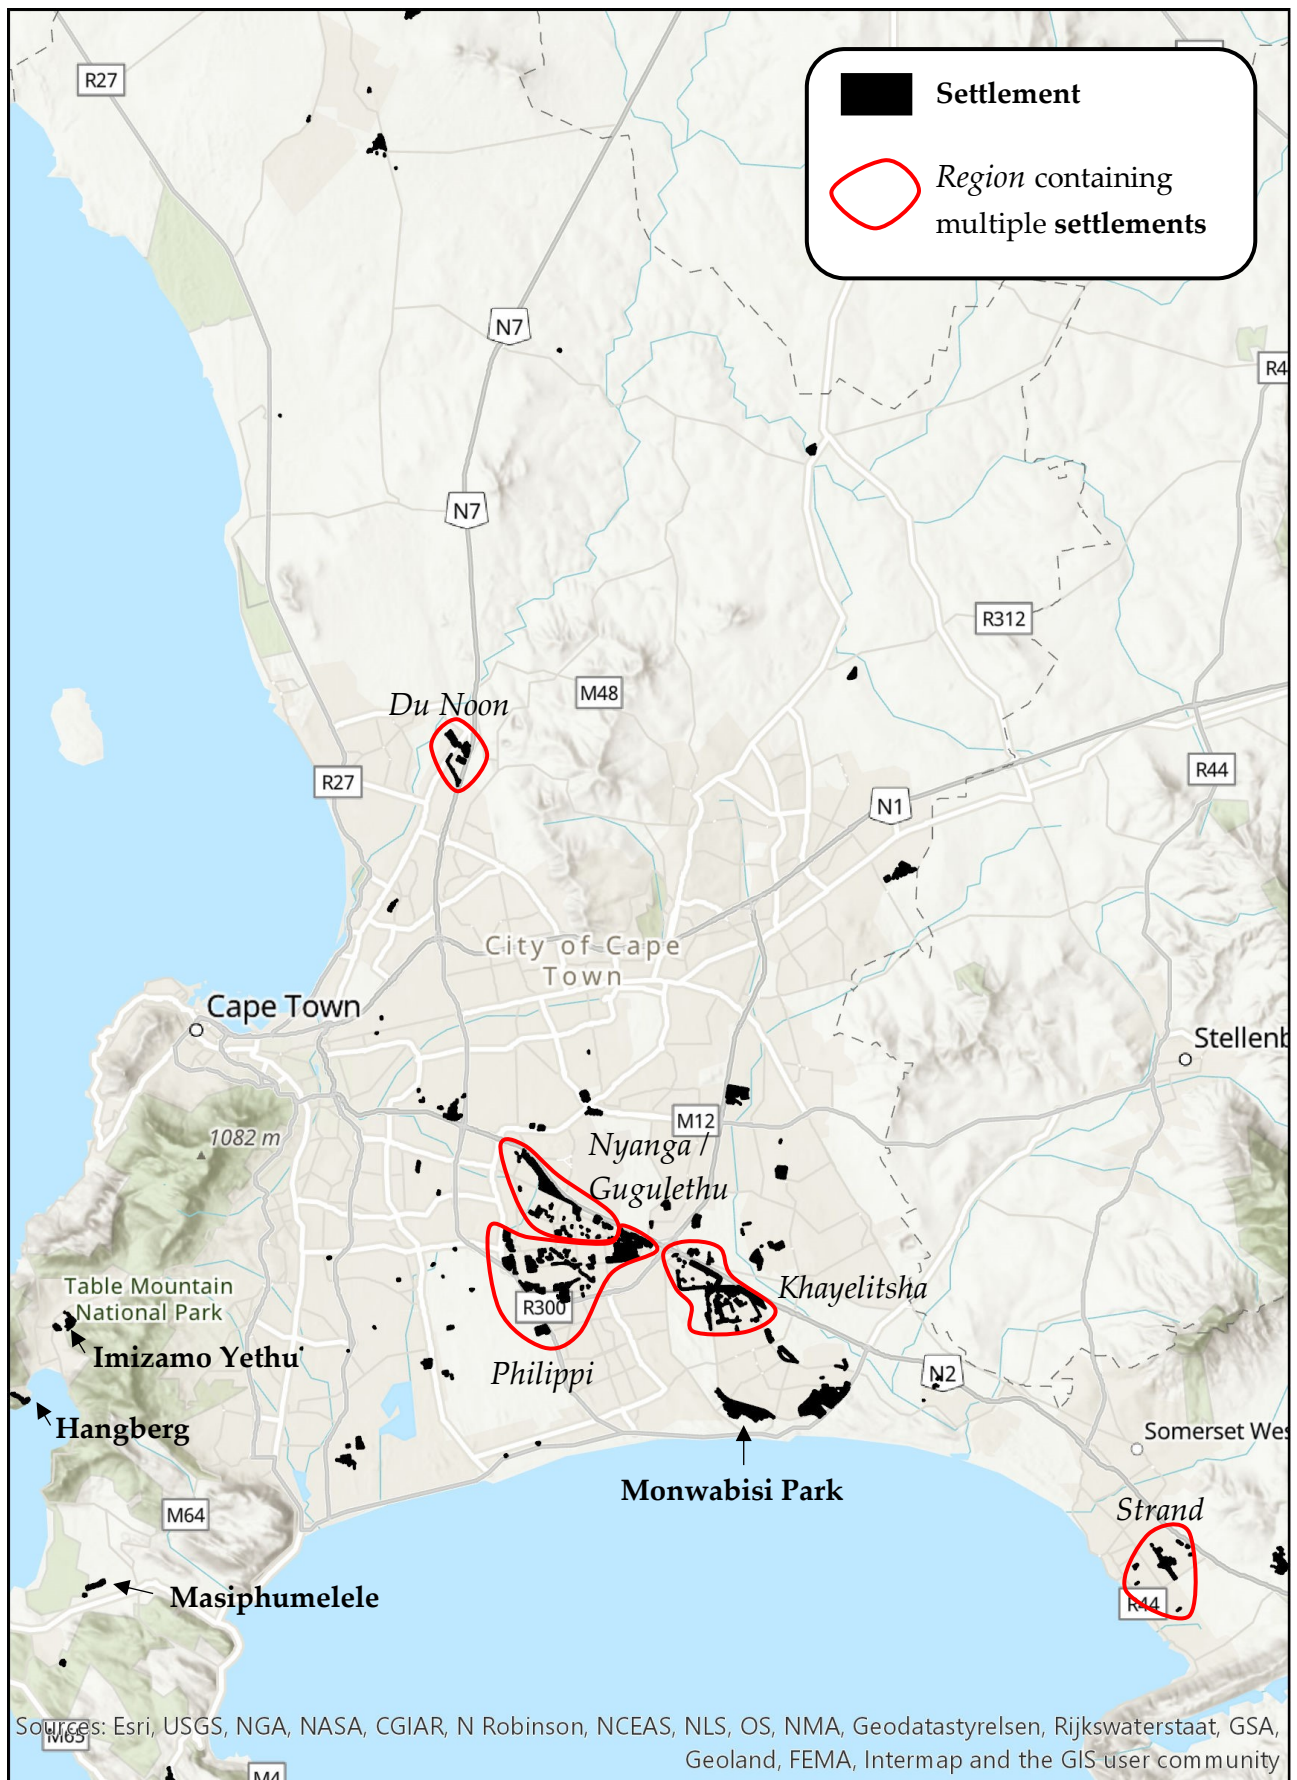 R27
Settlement
Region containing
multiple settlements
N7
R4
N7
R312
Du Noon
M48
R27
R44
N1
City of Cape
Town
Cape Town
Stellenb
M12
1082 m
Nyanga /
Gugulethu
Table Mountain
National Park
Khayelitsha
R300
Imizamo Yethu
Philippi
N2
Hangberg
Somerset Wes
Monwabisi Park
M64
Strand
Masiphumelele
R44
Sources: Esri, USGS, NGA, NASA, CGIAR, N Robinson, NCEAS, NLS, OS, NMA, Geodatastyrelsen, Rijkswaterstaat, GSA,
M65
Geoland, FEMA, Intermap and the GIS user community
M4